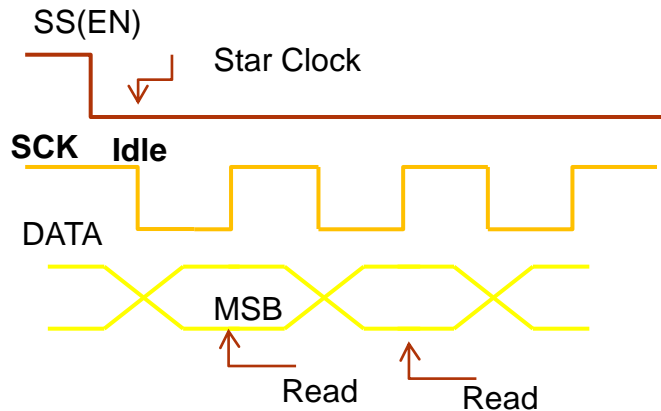 SS(EN)
Star Clock
SCK Idle
DATA
MSB
Read
Read